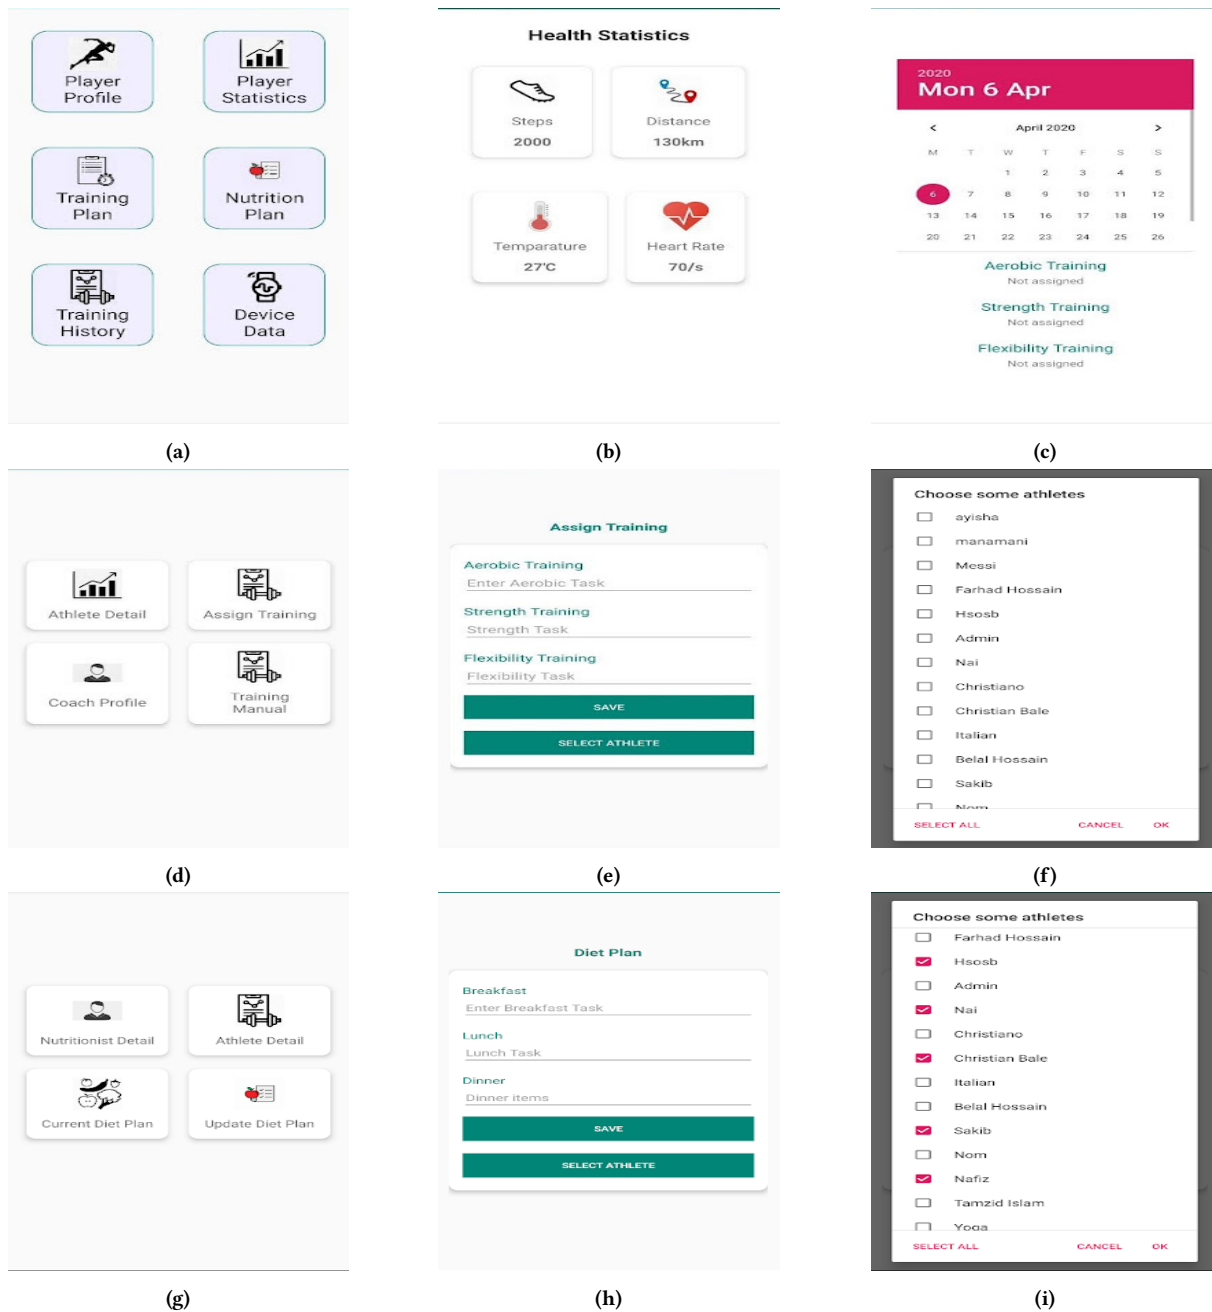 Player
Profile
Player
Statistics
Training
Plan
Nutrition
Plan
Training
History
Device
Data
(a)
Health Statistics
Steps
2000
Distance
130km
Temparature
27°C
Heart Rate
70/s
(b)
2020
Mon 6 Apr
< April 2020 >
M T W T F S S
1 2 3 4 5
6 7 8 9 10 11 12
13 14 15 16 17 18 19
20 21 22 23 24 25 26
Aerobic Training
Not assigned
Strength Training
Not assigned
Flexibility Training
Not assigned
(c)
Athlete Detail
Assign Training
Coach Profile
Training
Manual
(d)
Assign Training
Aerobic Training
Enter Aerobic Task
Strength Training
Strength Task
Flexibility Training
Flexibility Task
SAVE
SELECT ATHLETE
(e)
Choose some athletes
ayisha
manamani
Messi
Farhad Hossain
Hsosb
Admin
Nai
Christiano
Christian Bale
Italian
Belal Hossain
Sakib
Nom
SELECT ALL CANCEL OK
(f)
Nutritionist Detail
Athlete Detail
Current Diet Plan
Update Diet Plan
(g)
Diet Plan
Breakfast
Enter Breakfast Task
Lunch
Lunch Task
Dinner
Dinner items
SAVE
SELECT ATHLETE
(h)
Choose some athletes
Farhad Hossain
Hsosb
Admin
Nai
Christiano
Christian Bale
Italian
Belal Hossain
Sakib
Nom
Nafiz
Tamzid Islam
Yoga
SELECT ALL CANCEL OK
(i)